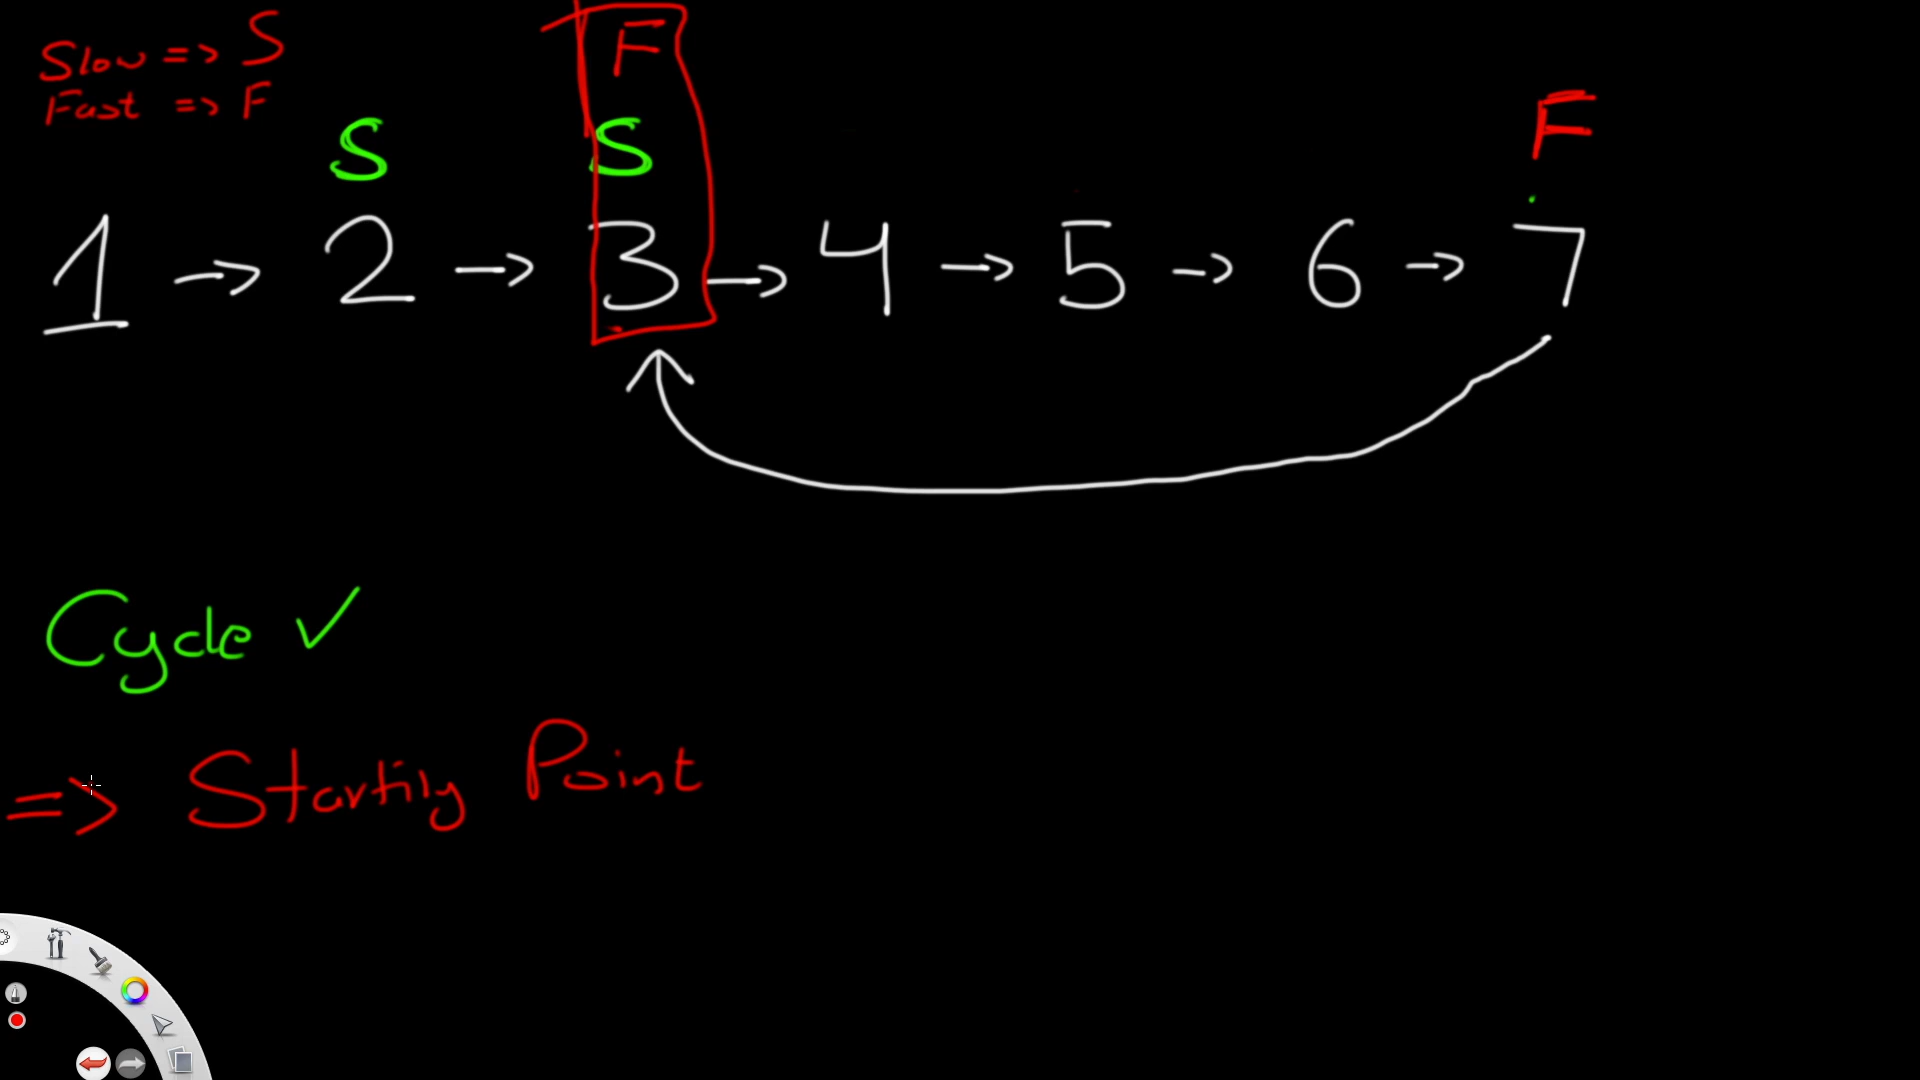 Slow => S
Fast => F
F
S S F
1 -> 2 -> 3 -> 4 -> 5 -> 6 -> 7
Cycle ✓
=> Starting Point